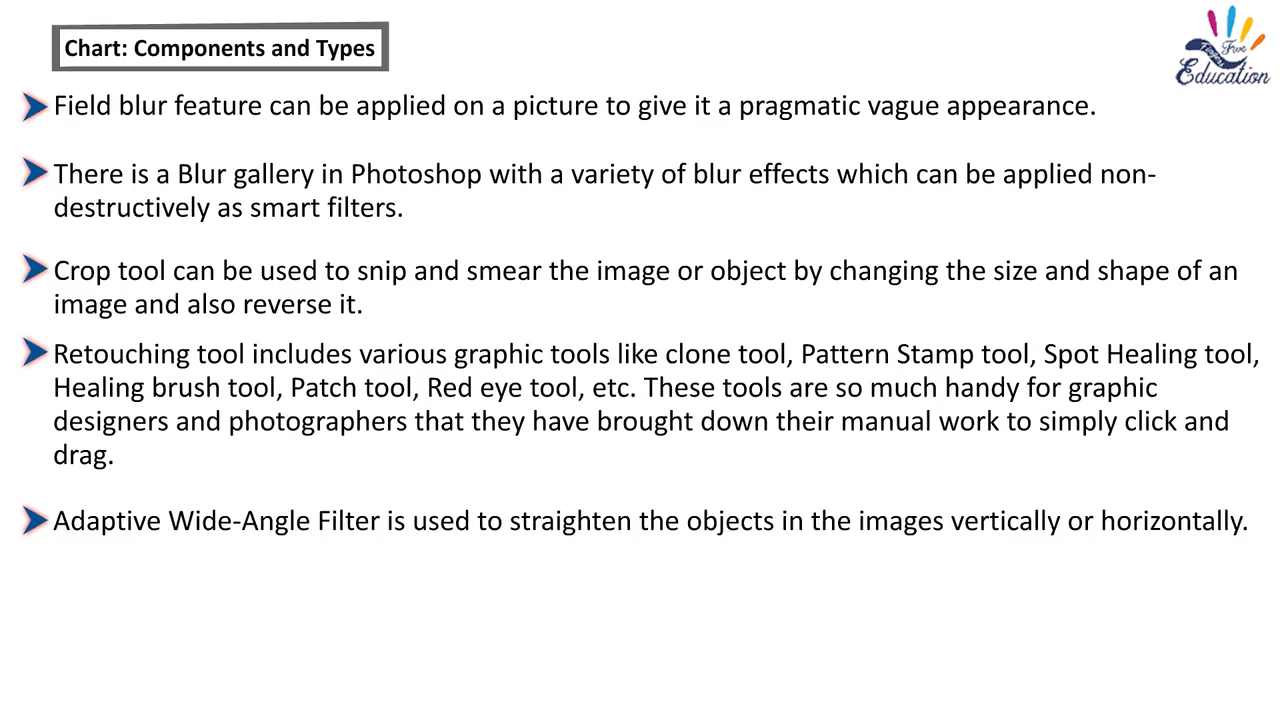 Chart: Components and Types
Five
Fingers
Education
Field blur feature can be applied on a picture to give it a pragmatic vague appearance.
There is a Blur gallery in Photoshop with a variety of blur effects which can be applied non-
destructively as smart filters.
Crop tool can be used to snip and smear the image or object by changing the size and shape of an
image and also reverse it.
Retouching tool includes various graphic tools like clone tool, Pattern Stamp tool, Spot Healing tool,
Healing brush tool, Patch tool, Red eye tool, etc. These tools are so much handy for graphic
designers and photographers that they have brought down their manual work to simply click and
drag.
Adaptive Wide-Angle Filter is used to straighten the objects in the images vertically or horizontally.